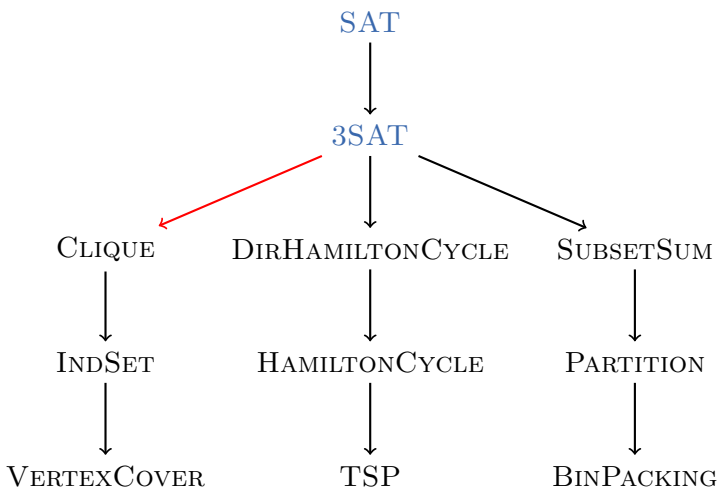 SAT
3SAT
CLIQUE DIRHAMILTONCYCLE SUBSETSUM
INDSET HAMILTONCYCLE PARTITION
VERTEXCOVER TSP BINPACKING